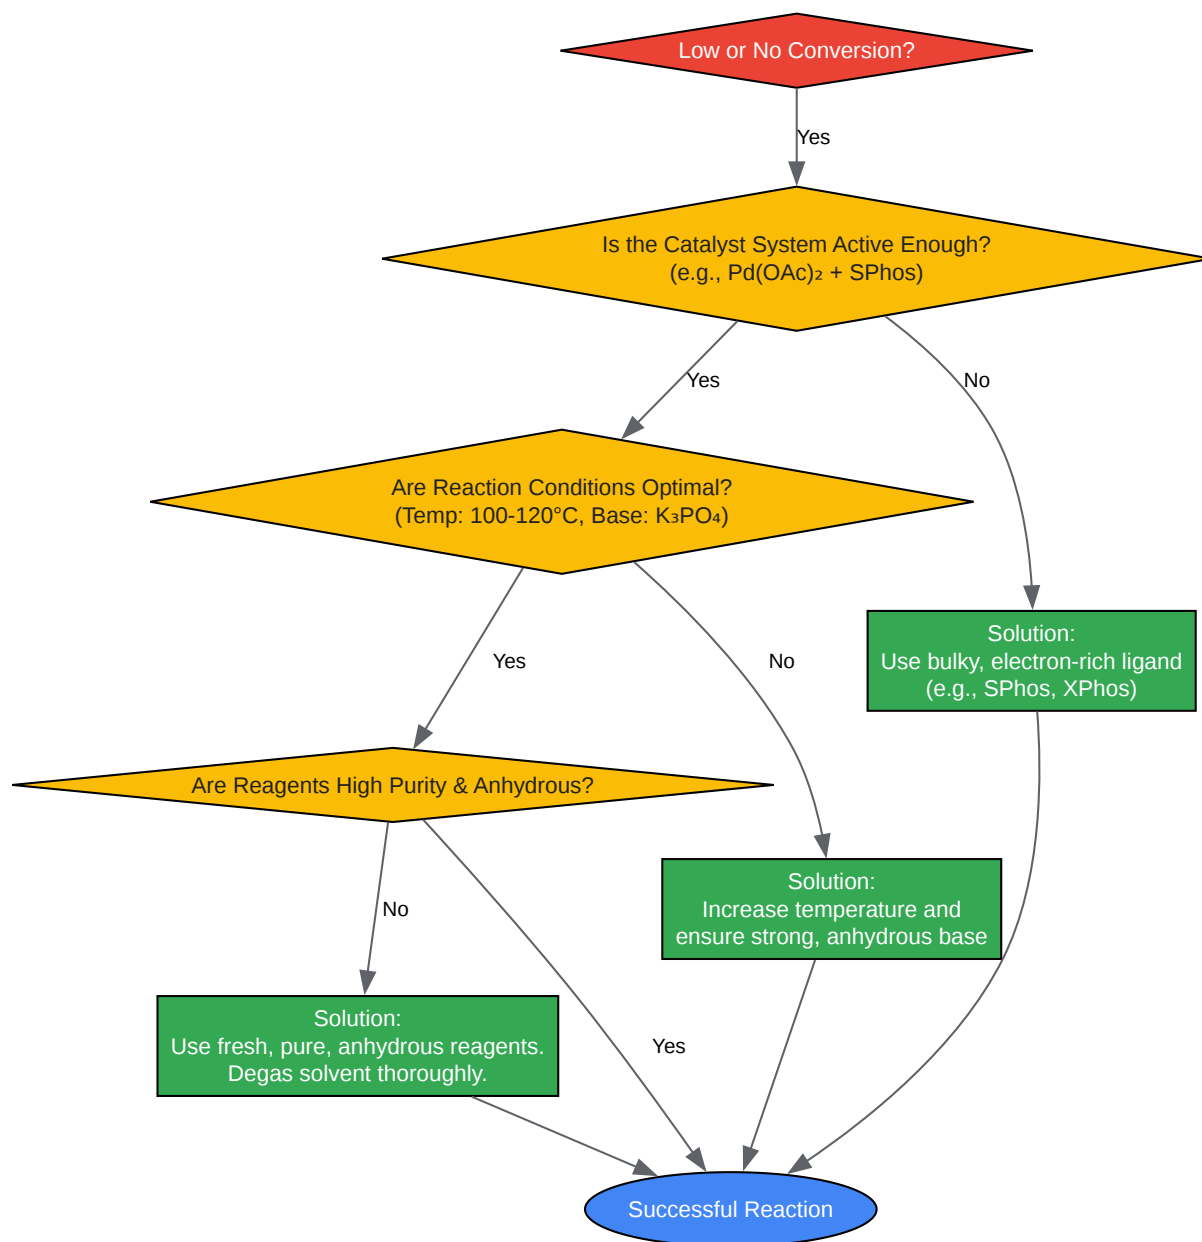 Low or No Conversion?
Yes
Is the Catalyst System Active Enough?
(e.g., Pd(OAc)₂ + SPhos)
Yes
No
Are Reaction Conditions Optimal?
(Temp: 100-120°C, Base: K₃PO₄)
Yes
No
Solution:
Use bulky, electron-rich ligand
(e.g., SPhos, XPhos)
Are Reagents High Purity & Anhydrous?
No
Yes
Solution:
Increase temperature and
ensure strong, anhydrous base
Solution:
Use fresh, pure, anhydrous reagents.
Degas solvent thoroughly.
Successful Reaction